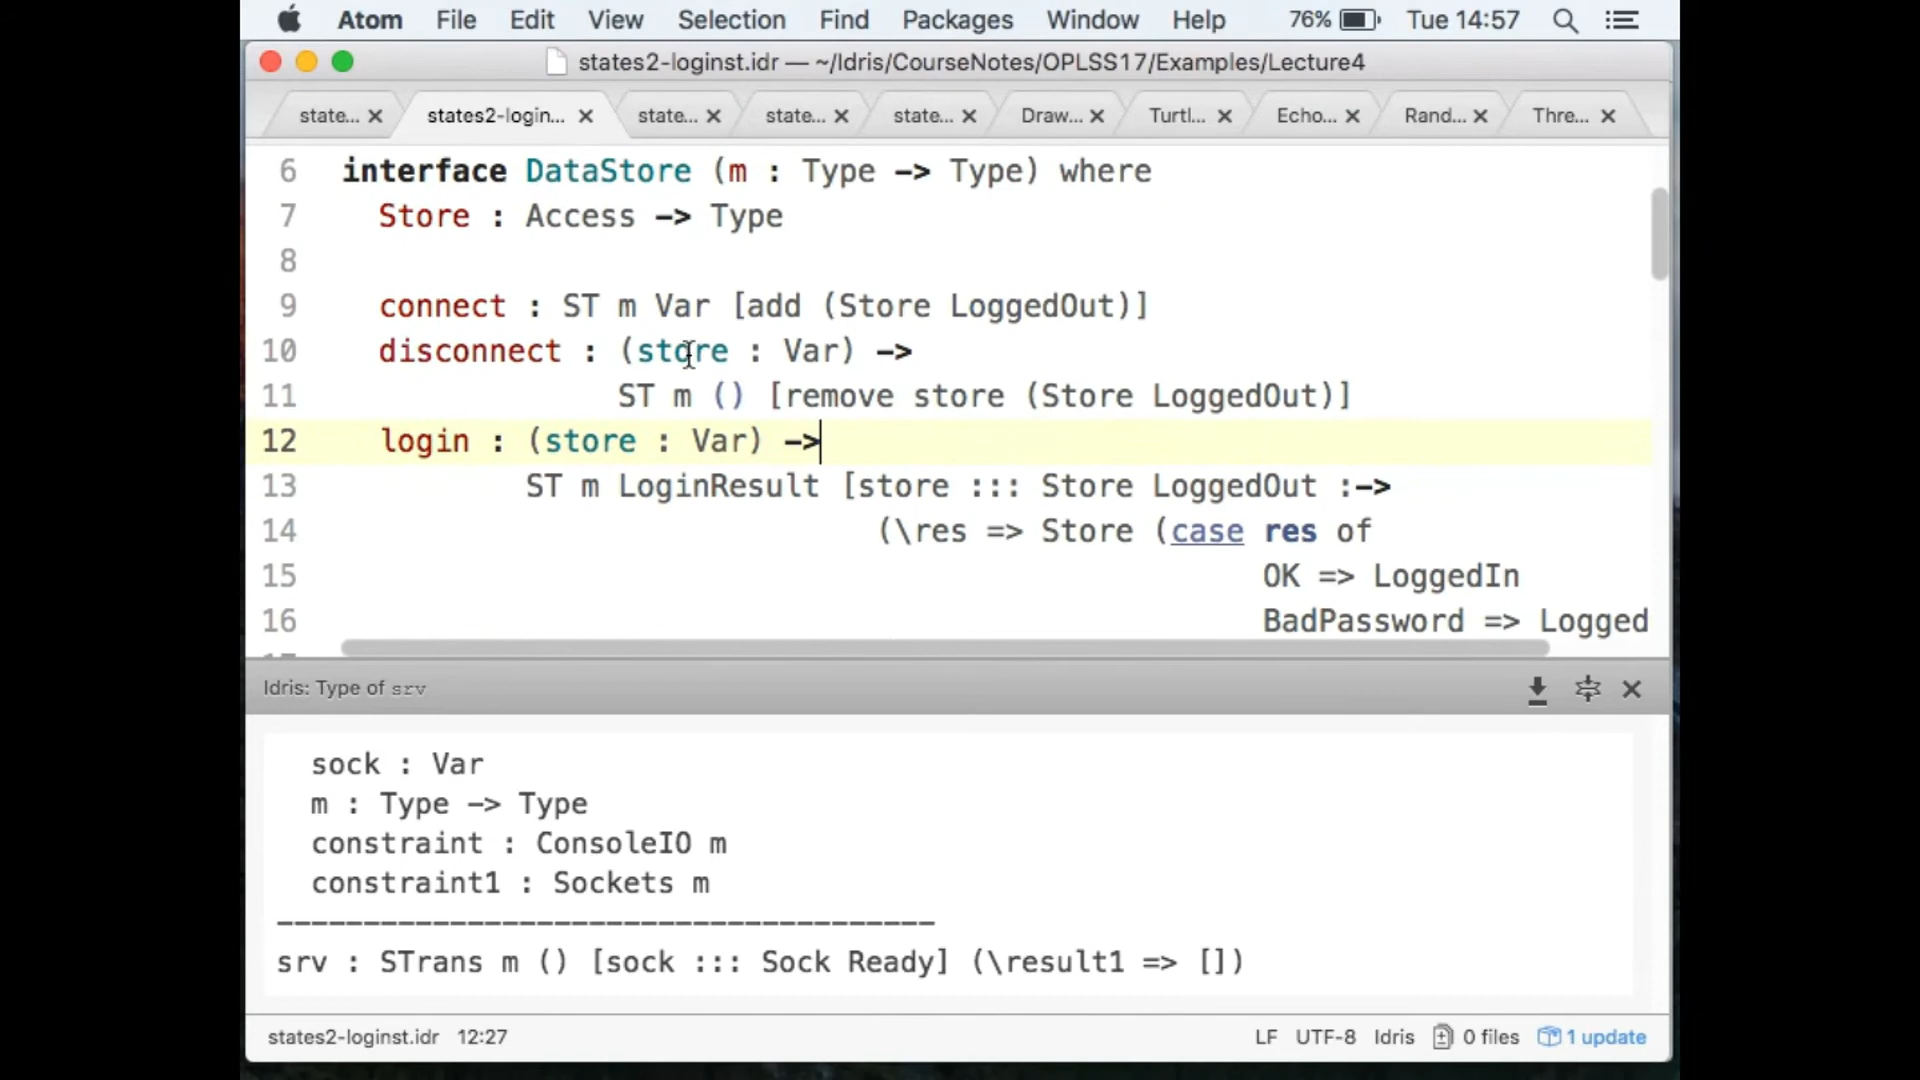 Atom File Edit View Selection Find Packages Window Help 76% Tue 14:57
states2-loginst.idr — ~/Idris/CourseNotes/OPLSS17/Examples/Lecture4
state... states2-login... state... state... state... Draw... Turtl... Echo... Rand... Thre...
6 interface DataStore (m : Type -> Type) where
7 Store : Access -> Type
8
9 connect : ST m Var [add (Store LoggedOut)]
10 disconnect : (store : Var) ->
11 ST m () [remove store (Store LoggedOut)]
12 login : (store : Var) ->
13 ST m LoginResult [store ::: Store LoggedOut :->
14 (\res => Store (case res of
15 OK => LoggedIn
16 BadPassword => Logged
Idris: Type of srv
sock : Var
m : Type -> Type
constraint : ConsoleIO m
constraint1 : Sockets m
--------------------------------------
srv : STrans m () [sock ::: Sock Ready] (\result1 => [])
states2-loginst.idr 12:27 LF UTF-8 Idris 0 files 1 update